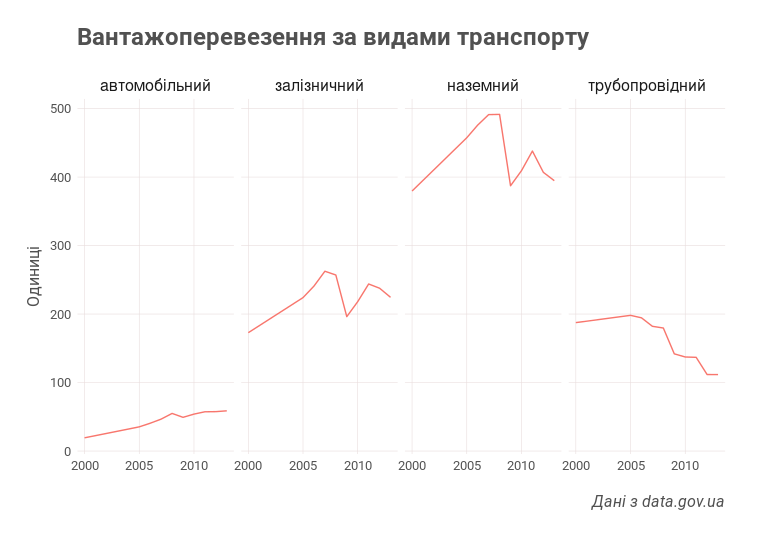 Вантажоперевезення за видами транспорту
автомобільний залізничний наземний трубопровідний
500
400
300
200
100
0
Одиниці
2000 2005 2010 2000 2005 2010 2000 2005 2010 2000 2005 2010
Дані з data.gov.ua